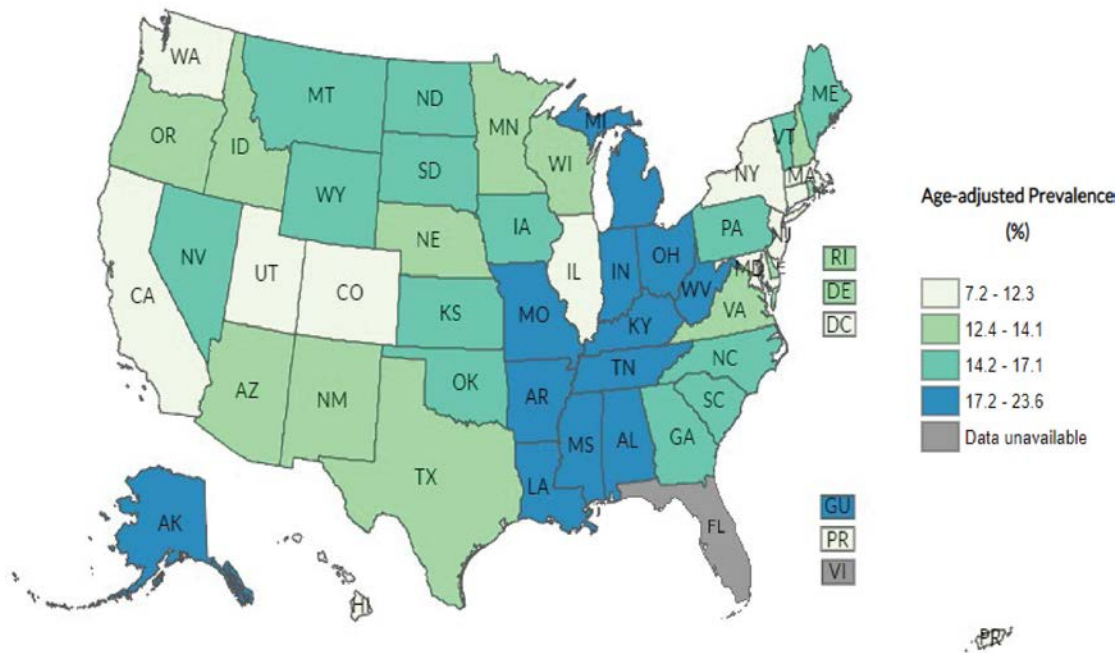 WA
MT
ND
MN
ME
OR
ID
MI
VT
WI
SD
NY
MA
WY
IA
PA
NE
NJ
NV
OH
IL
IN
MD
E
UT
WV
CA
CO
VA
KS
MO
KY
NC
TN
OK
AZ
NM
AR
SC
MS
AL
GA
TX
LA
FL
AK
HI
RI
DE
DC
GU
PR
VI
PR
Age-adjusted Prevalence
(%)
7.2 - 12.3
12.4 - 14.1
14.2 - 17.1
17.2 - 23.6
Data unavailable